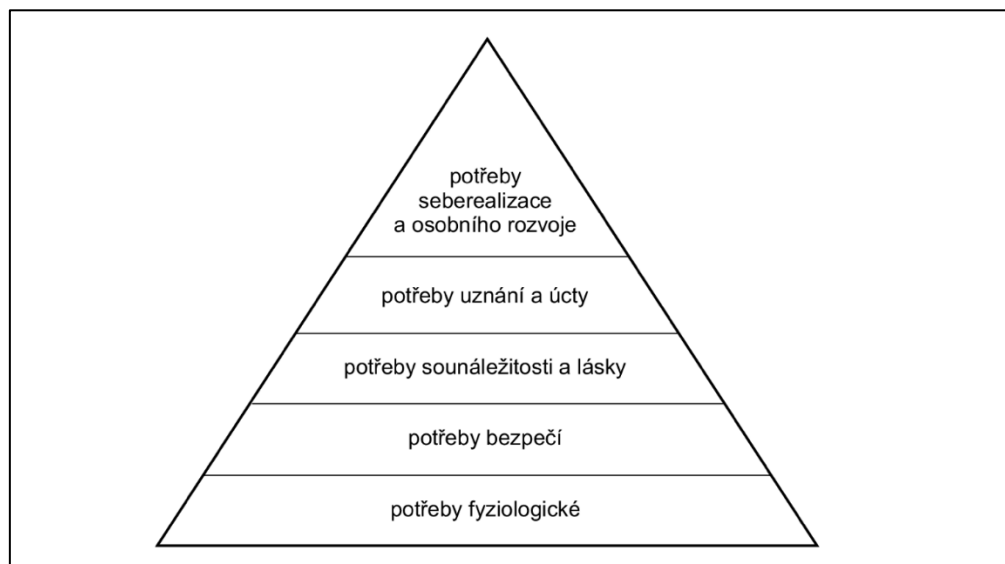 potřeby
seberealizace
a osobního rozvoje
potřeby uznání a úcty
potřeby sounáležitosti a lásky
potřeby bezpečí
potřeby fyziologické